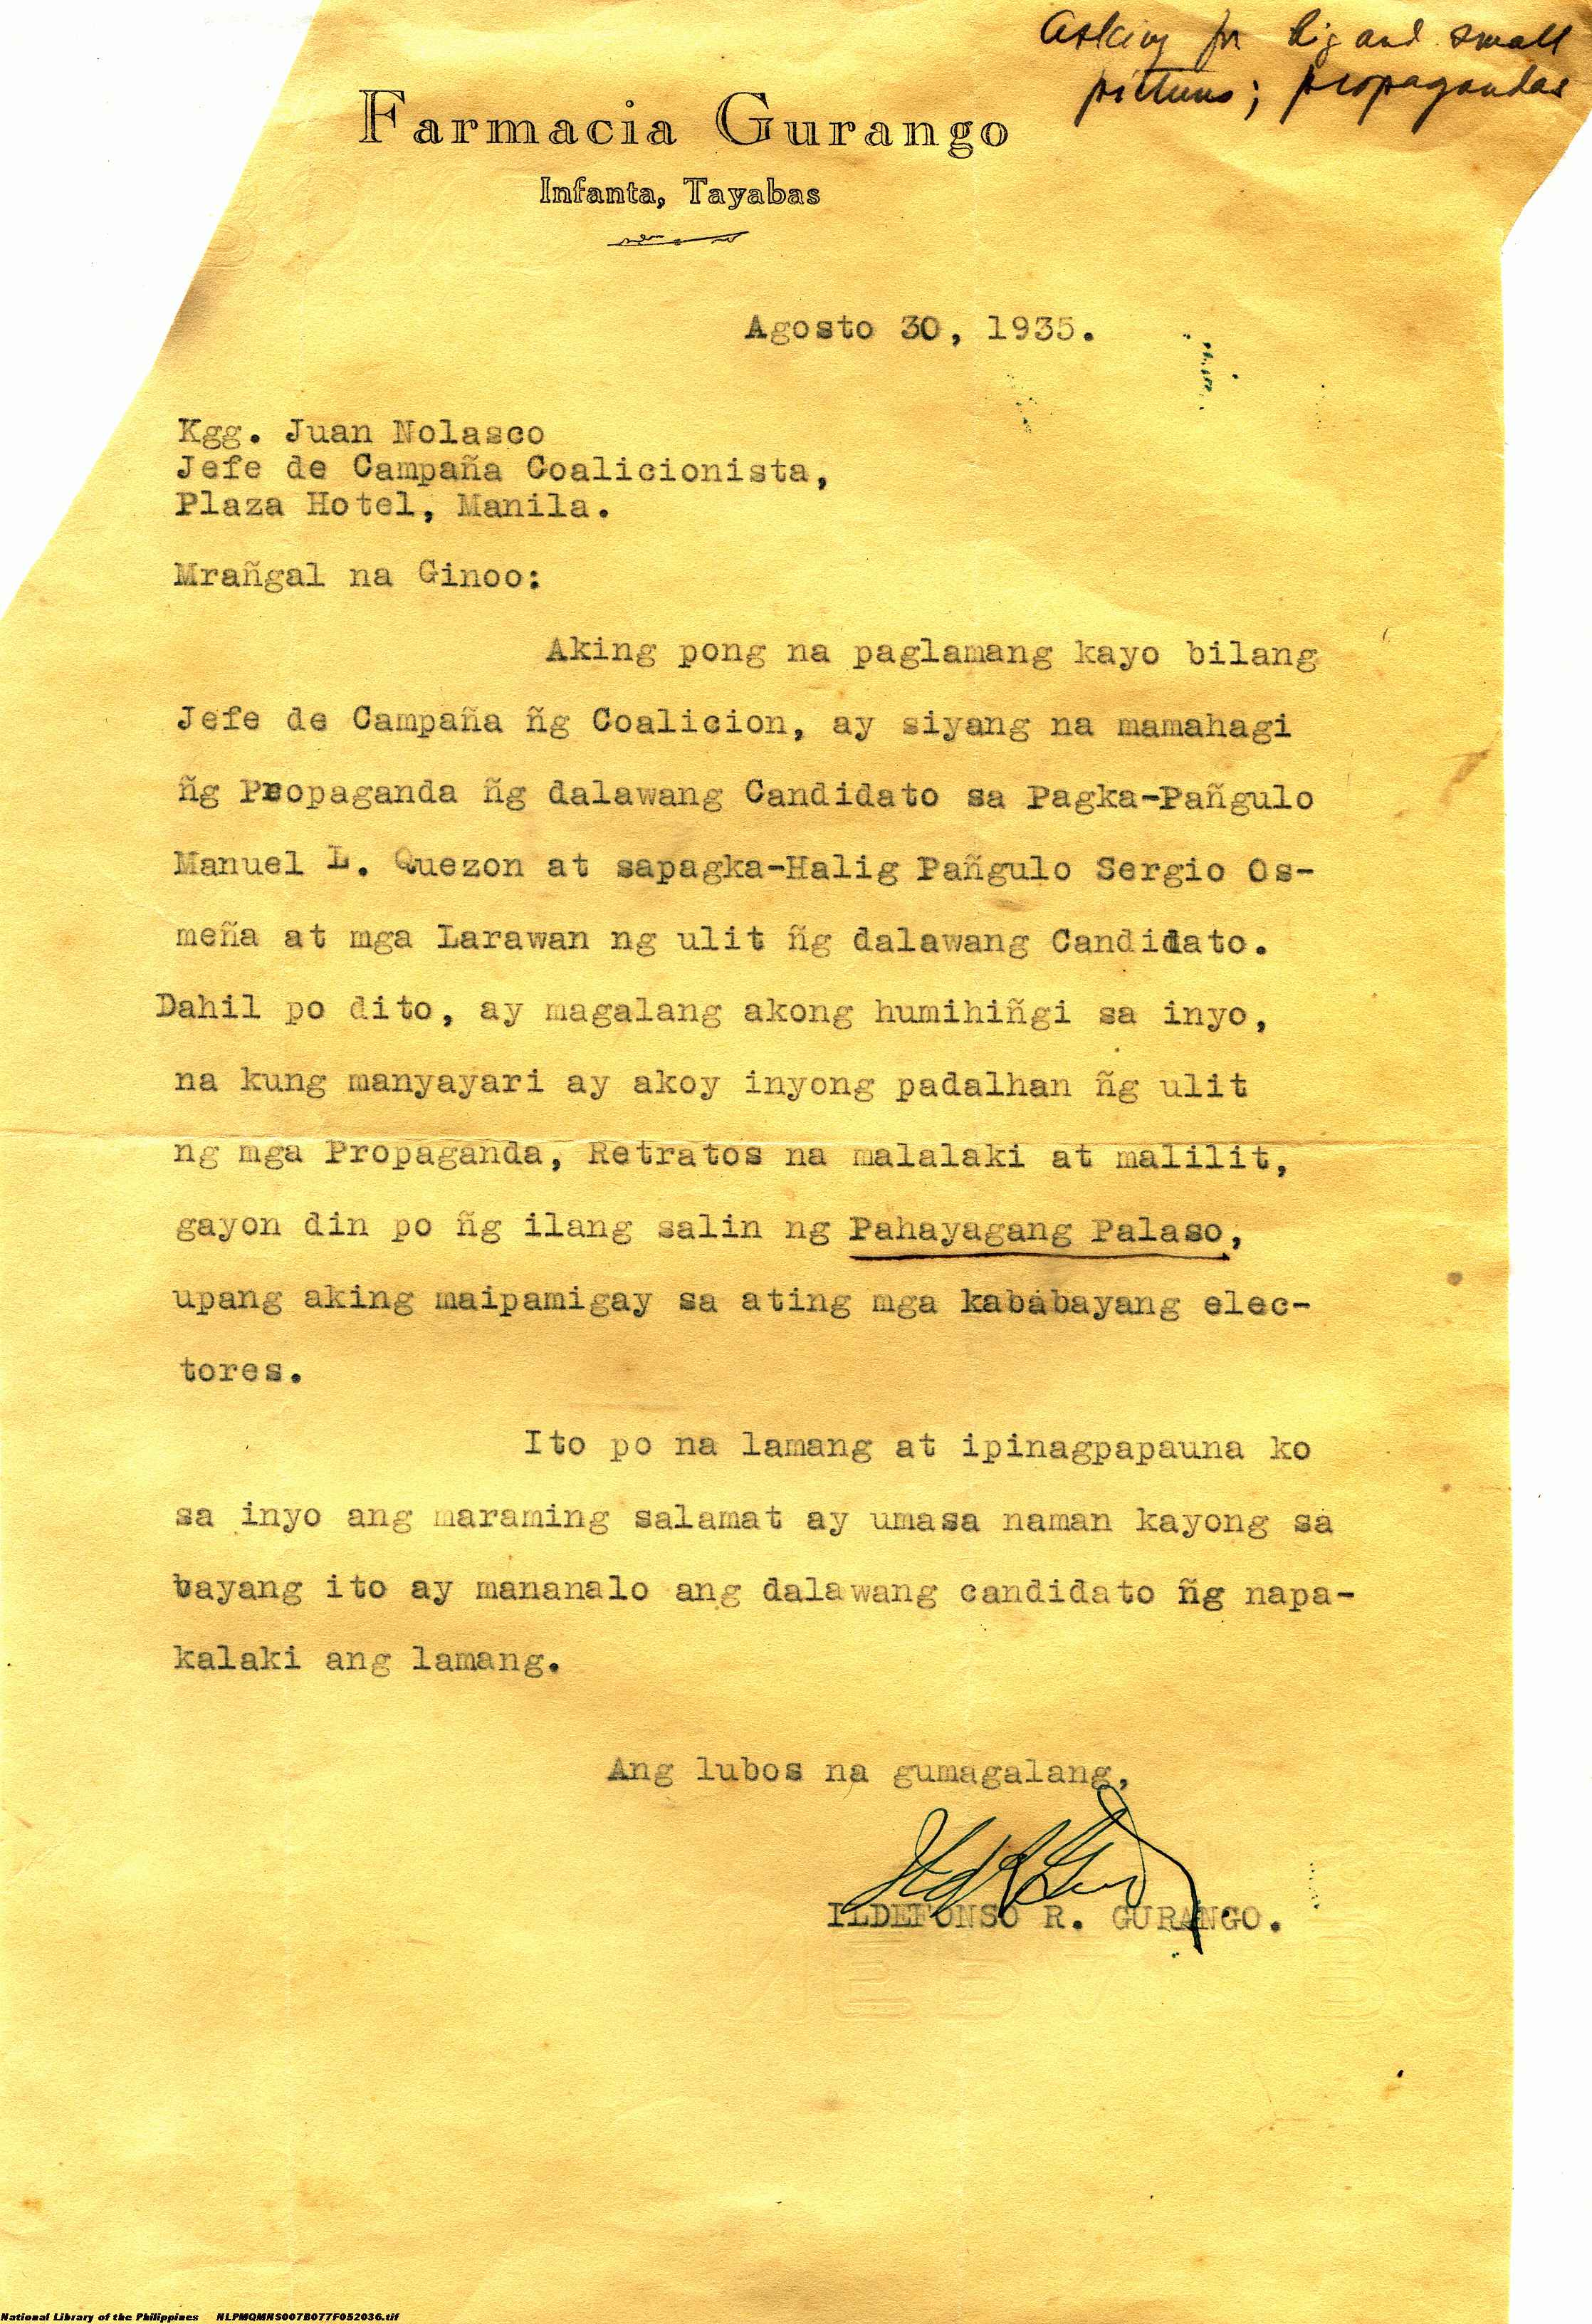 Asking for big and small
pictures; propagandas
Farmacia Gurango
Infanta, Tayabas
Agosto 30, 1935.
Kgg. Juan Nolasco
Jefe de Campaña Coalicionista,
Plaza Hotel, Manila.
Mrañgal na Ginoo:
Aking pong na paglamang kayo bilang
Jefe de Campaña ñg Coalicion, ay siyang na mamahagi
ñg Propaganda ñg dalawang Candidato sa Pagka-Pañgulo
Manuel L. Quezon at sapagka-Halig Pañgulo Sergio Os-
meña at mga Larawan ng ulit ñg dalawang Candidato.
Dahil po dito, ay magalang akong humihiñgi sa inyo,
na kung manyayari ay akoy inyong padalhan ñg ulit
ng mga Propaganda, Retratos na malalaki at malilit,
gayon din po ñg ilang salin ng Pahayagang Palaso,
upang aking maipamigay sa ating mga kababayang elec-
tores.
Ito po na lamang at ipinagpapauna ko
sa inyo ang maraming salamat ay umasa naman kayong sa
bayang ito ay mananalo ang dalawang candidato ñg napa-
kalaki ang lamang.
Ang lubos na gumagalang,
ILDEFONSO R. GURANGO.
National Library of the Philippines NLPMQMNS007B077F052036.tif